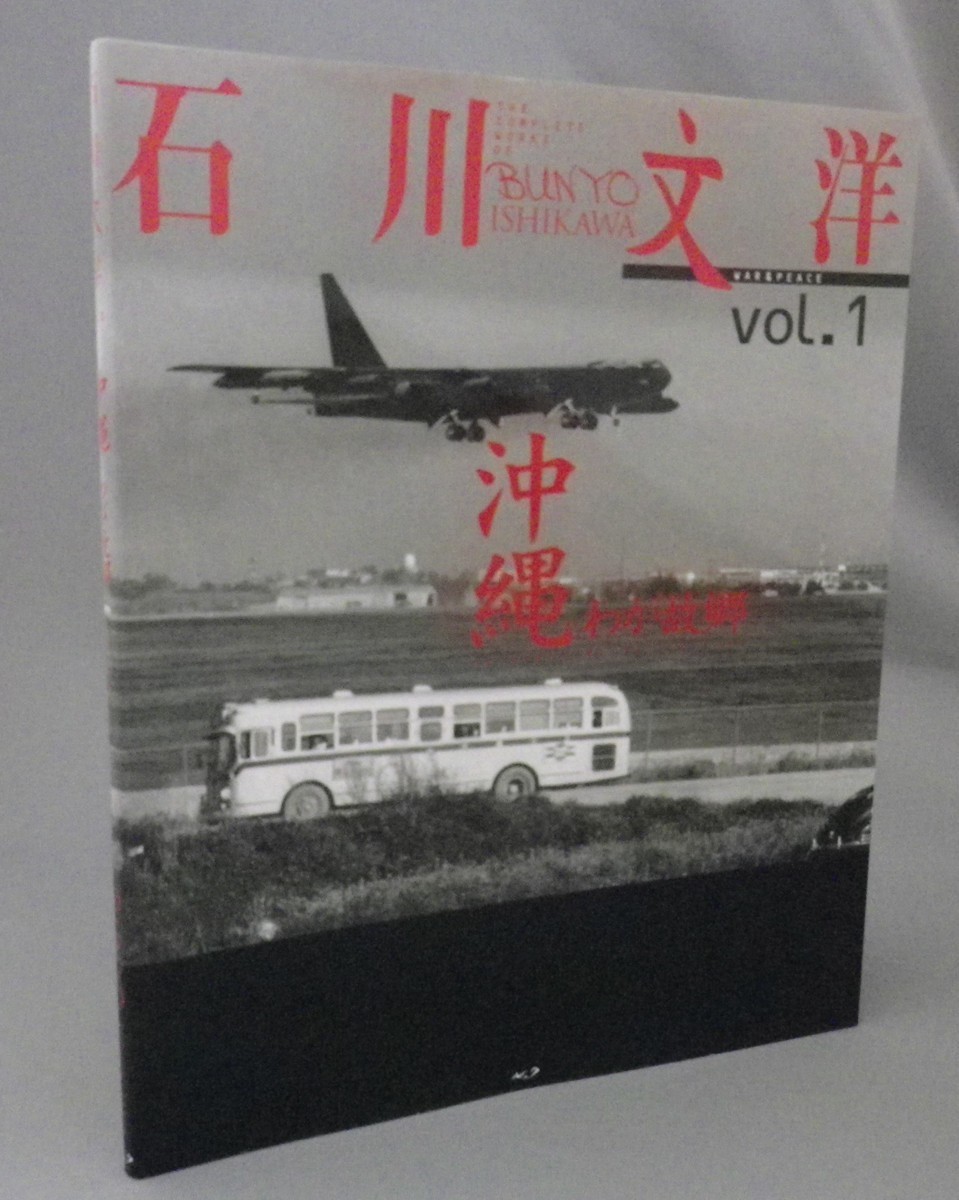 石川文洋
THE
COMPLETE
WORKS
OF
BUNYO
ISHIKAWA
WAR&PEACE
vol.1
沖縄
わが故郷